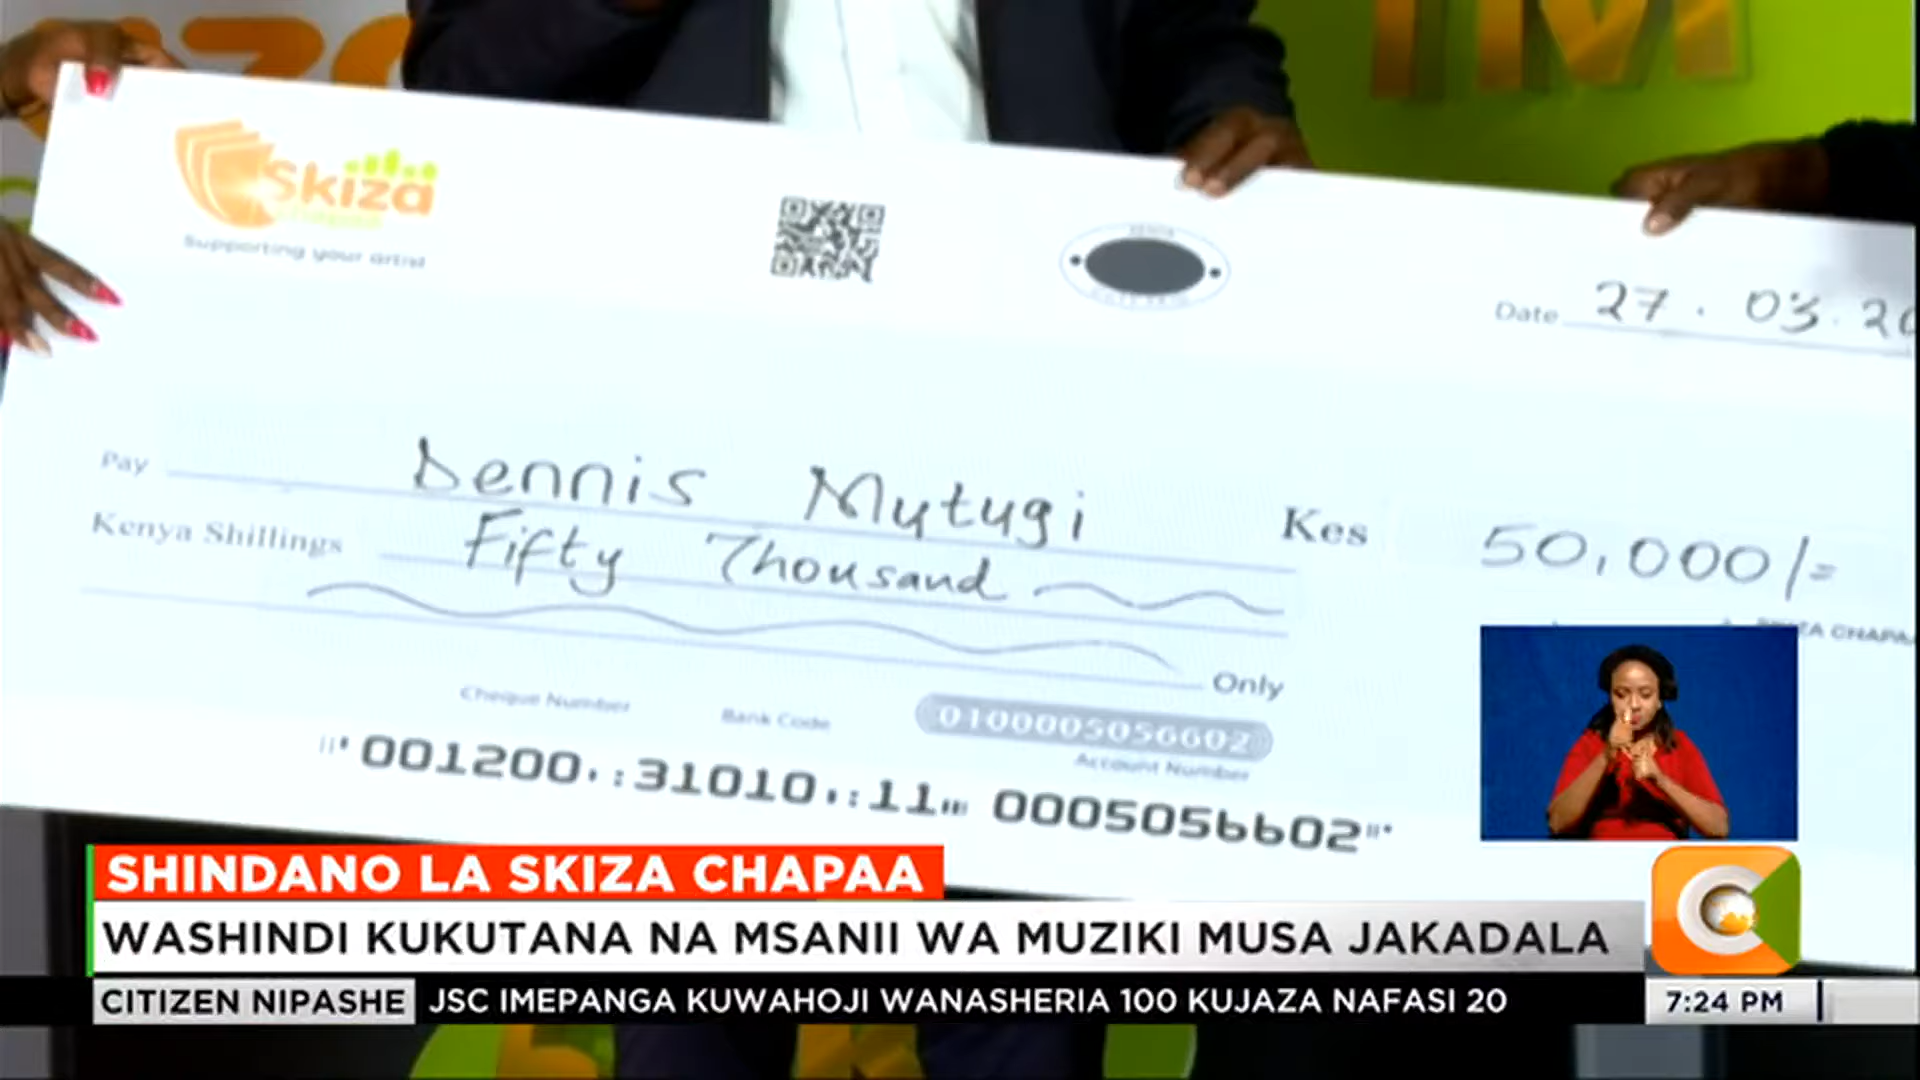 Skiza
Supporting your artist
Date 27.03.20
Pay Dennis Mutugi
Kes 50,000/=
Kenya Shillings Fifty Thousand
SKIZA CHAPAA
Only
Cheque Number
Bank Code
0100005056602
Account Number
001200 31010 11 0005056602
SHINDANO LA SKIZA CHAPAA
WASHINDI KUKUTANA NA MSANII WA MUZIKI MUSA JAKADALA
CITIZEN NIPASHE JSC IMEPANGA KUWAHOJI WANASHERIA 100 KUJAZA NAFASI 20
7:24 PM